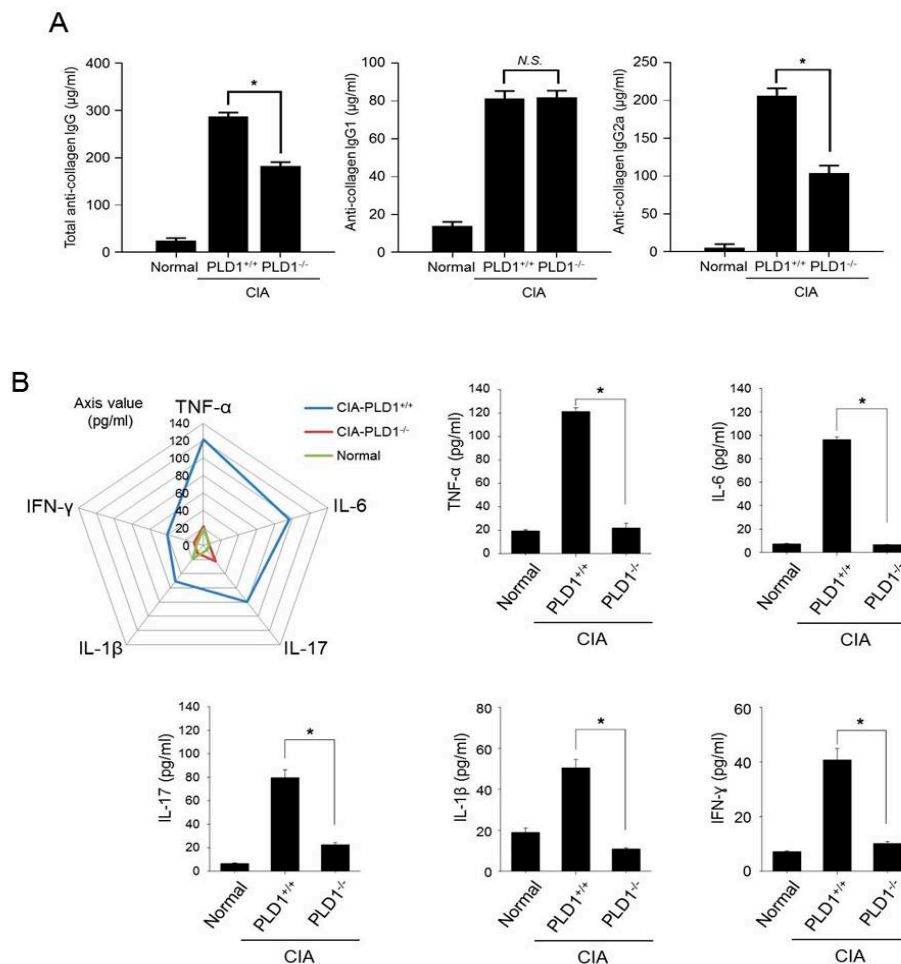 A
Total anti-collagen IgG (µg/ml)
400
300
200
100
0
*
Normal PLD1+/+ PLD1-/-
CIA
Anti-collagen IgG1 (µg/ml)
100
80
60
40
20
0
N.S.
Normal PLD1+/+ PLD1-/-
CIA
Anti-collagen IgG2a (µg/ml)
250
200
150
100
50
0
*
Normal PLD1+/+ PLD1-/-
CIA
B
Axis value
(pg/ml)
TNF-α
IL-6
IL-17
IL-1β
IFN-γ
140
120
100
80
60
40
20
0
CIA-PLD1+/+
CIA-PLD1-/-
Normal
TNF-α (pg/ml)
140
120
100
80
60
40
20
0
*
Normal
PLD1+/+
PLD1-/-
CIA
IL-6 (pg/ml)
140
120
100
80
60
40
20
0
*
Normal
PLD1+/+
PLD1-/-
CIA
IL-17 (pg/ml)
140
120
100
80
60
40
20
0
*
Normal
PLD1+/+
PLD1-/-
CIA
IL-1β (pg/ml)
80
60
40
20
0
*
Normal
PLD1+/+
PLD1-/-
CIA
IFN-γ (pg/ml)
60
40
20
0
*
Normal
PLD1+/+
PLD1-/-
CIA